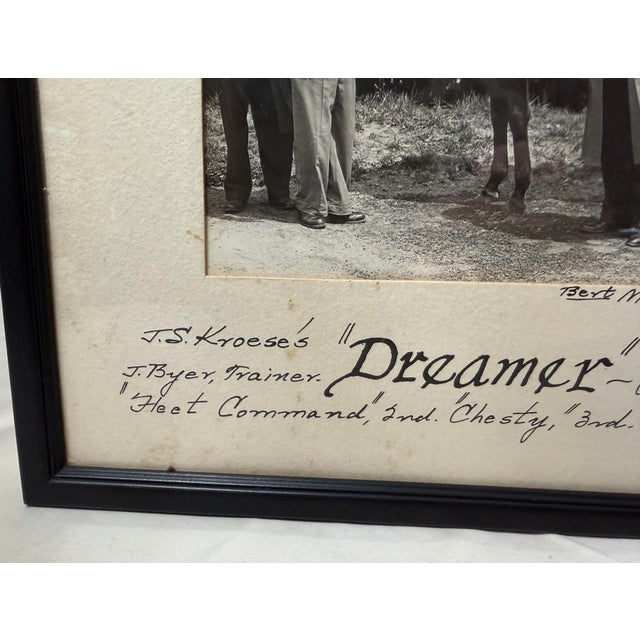 Bert
J.S. Kroese's "Dreamer" ~
J. Byer, Trainer.
"Fleet Command", 2nd. "Chesty," 3rd.